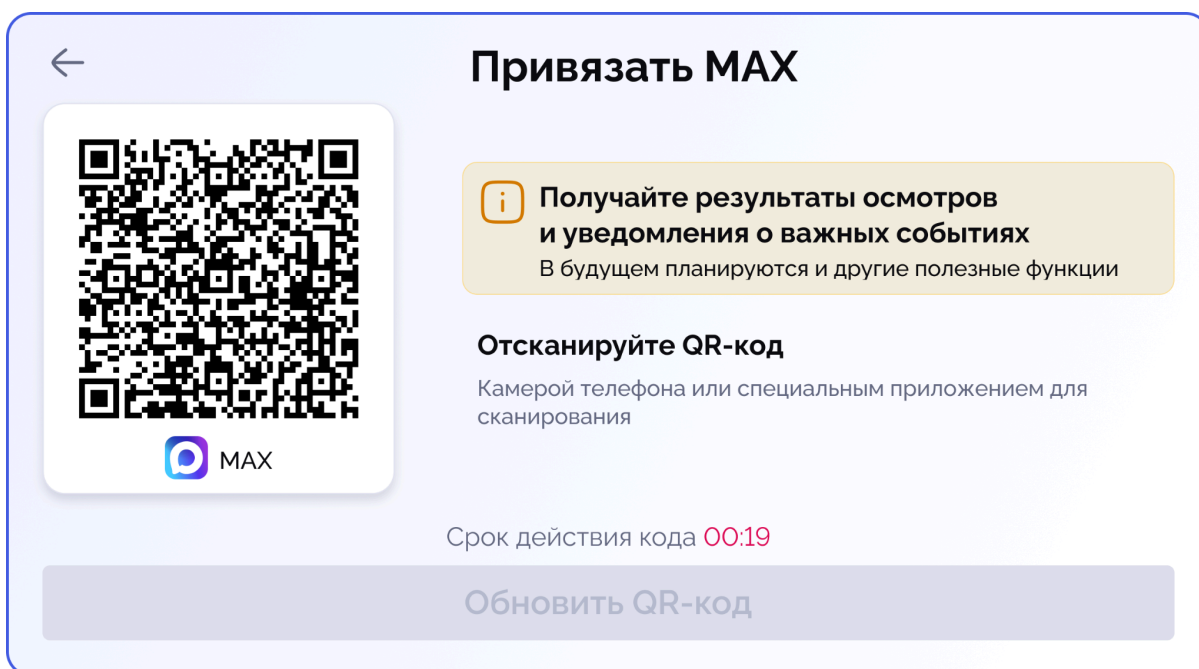 Привязать MAX
Получайте результаты осмотров
и уведомления о важных событиях
В будущем планируются и другие полезные функции
Отсканируйте QR-код
Камерой телефона или специальным приложением для
сканирования
MAX
Срок действия кода 00:19
Обновить QR-код